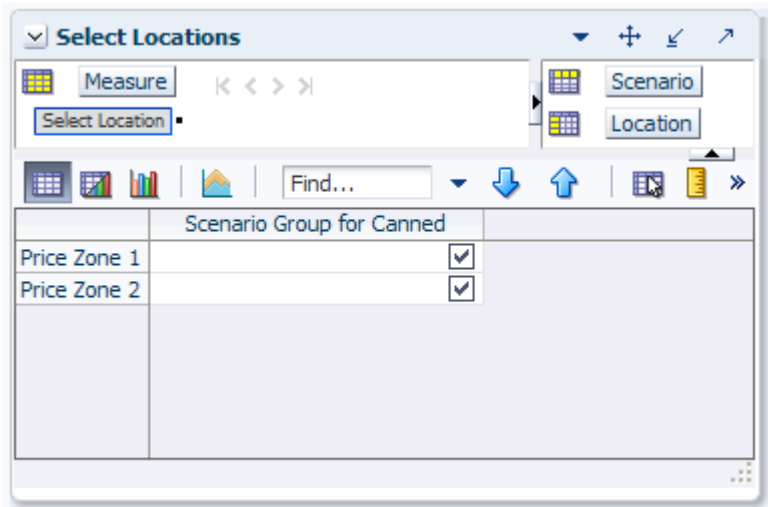 Select Locations
Measure
Select Location
Scenario
Location
Find...
Scenario Group for Canned
Price Zone 1
Price Zone 2